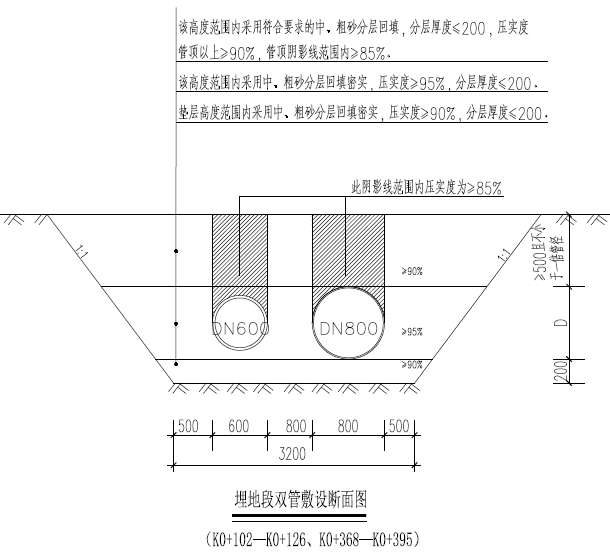 该高度范围内采用符合要求的中、粗砂分层回填,分层厚度≤200,压实度
管顶以上≥90%,管顶阴影线范围内≥85%。
该高度范围内采用中、粗砂分层回填密实,压实度≥95%,分层厚度≤200。
垫层高度范围内采用中、粗砂分层回填密实,压实度≥90%,分层厚度≤200。
此阴影线范围内压实度为≥85%
1:1
1:1
≥500且不小
于一倍管径
≥90%
DN600
DN800
≥95%
D
≥90%
200
500
600
800
800
500
3200
埋地段双管敷设断面图
(K0+102—K0+126、K0+368—K0+395)